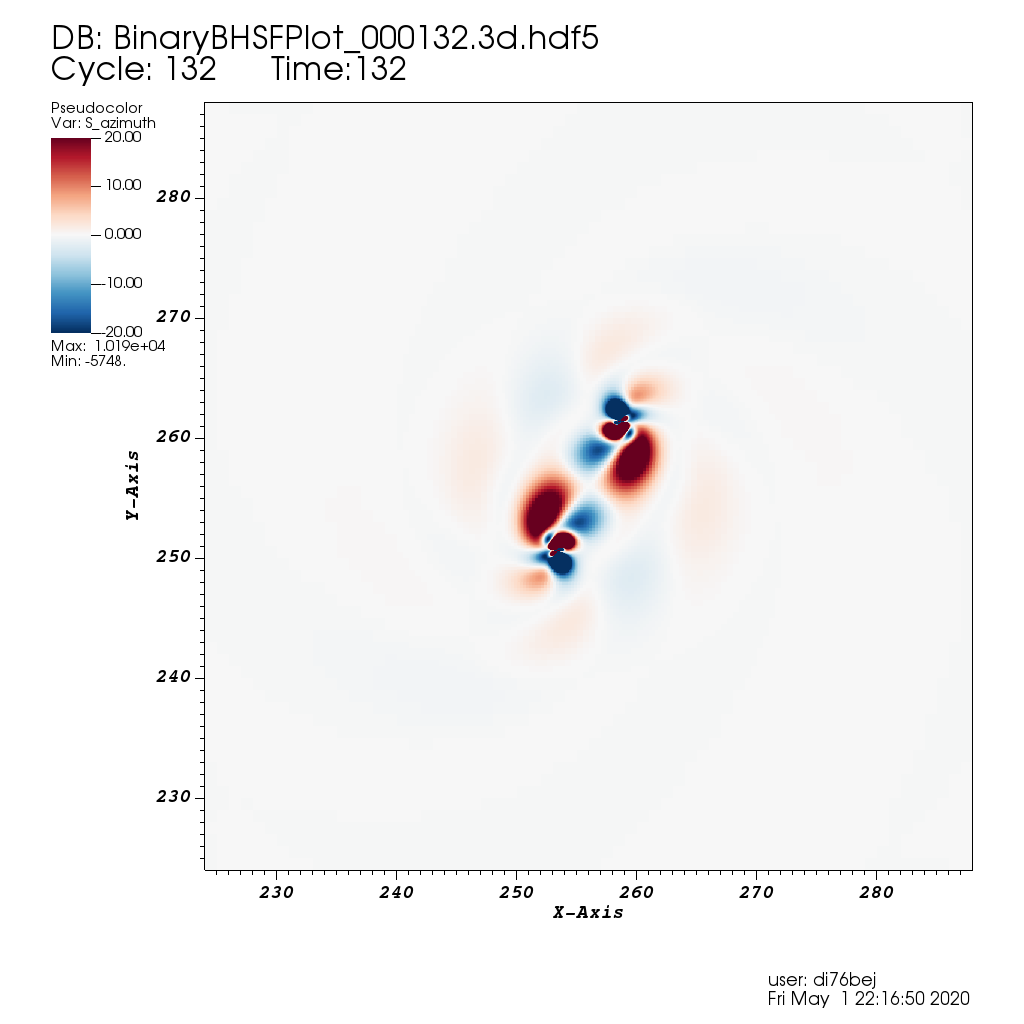 DB: BinaryBHSFPlot_000132.3d.hdf5
Cycle: 132 Time:132
Pseudocolor
Var: S_azimuth
20.00
10.00
0.000
-10.00
-20.00
Max: 1.019e+04
Min: -5748.
280
270
260
250
240
230
Y-Axis
230 240 250 260 270 280
X-Axis
user: di76bej
Fri May 1 22:16:50 2020